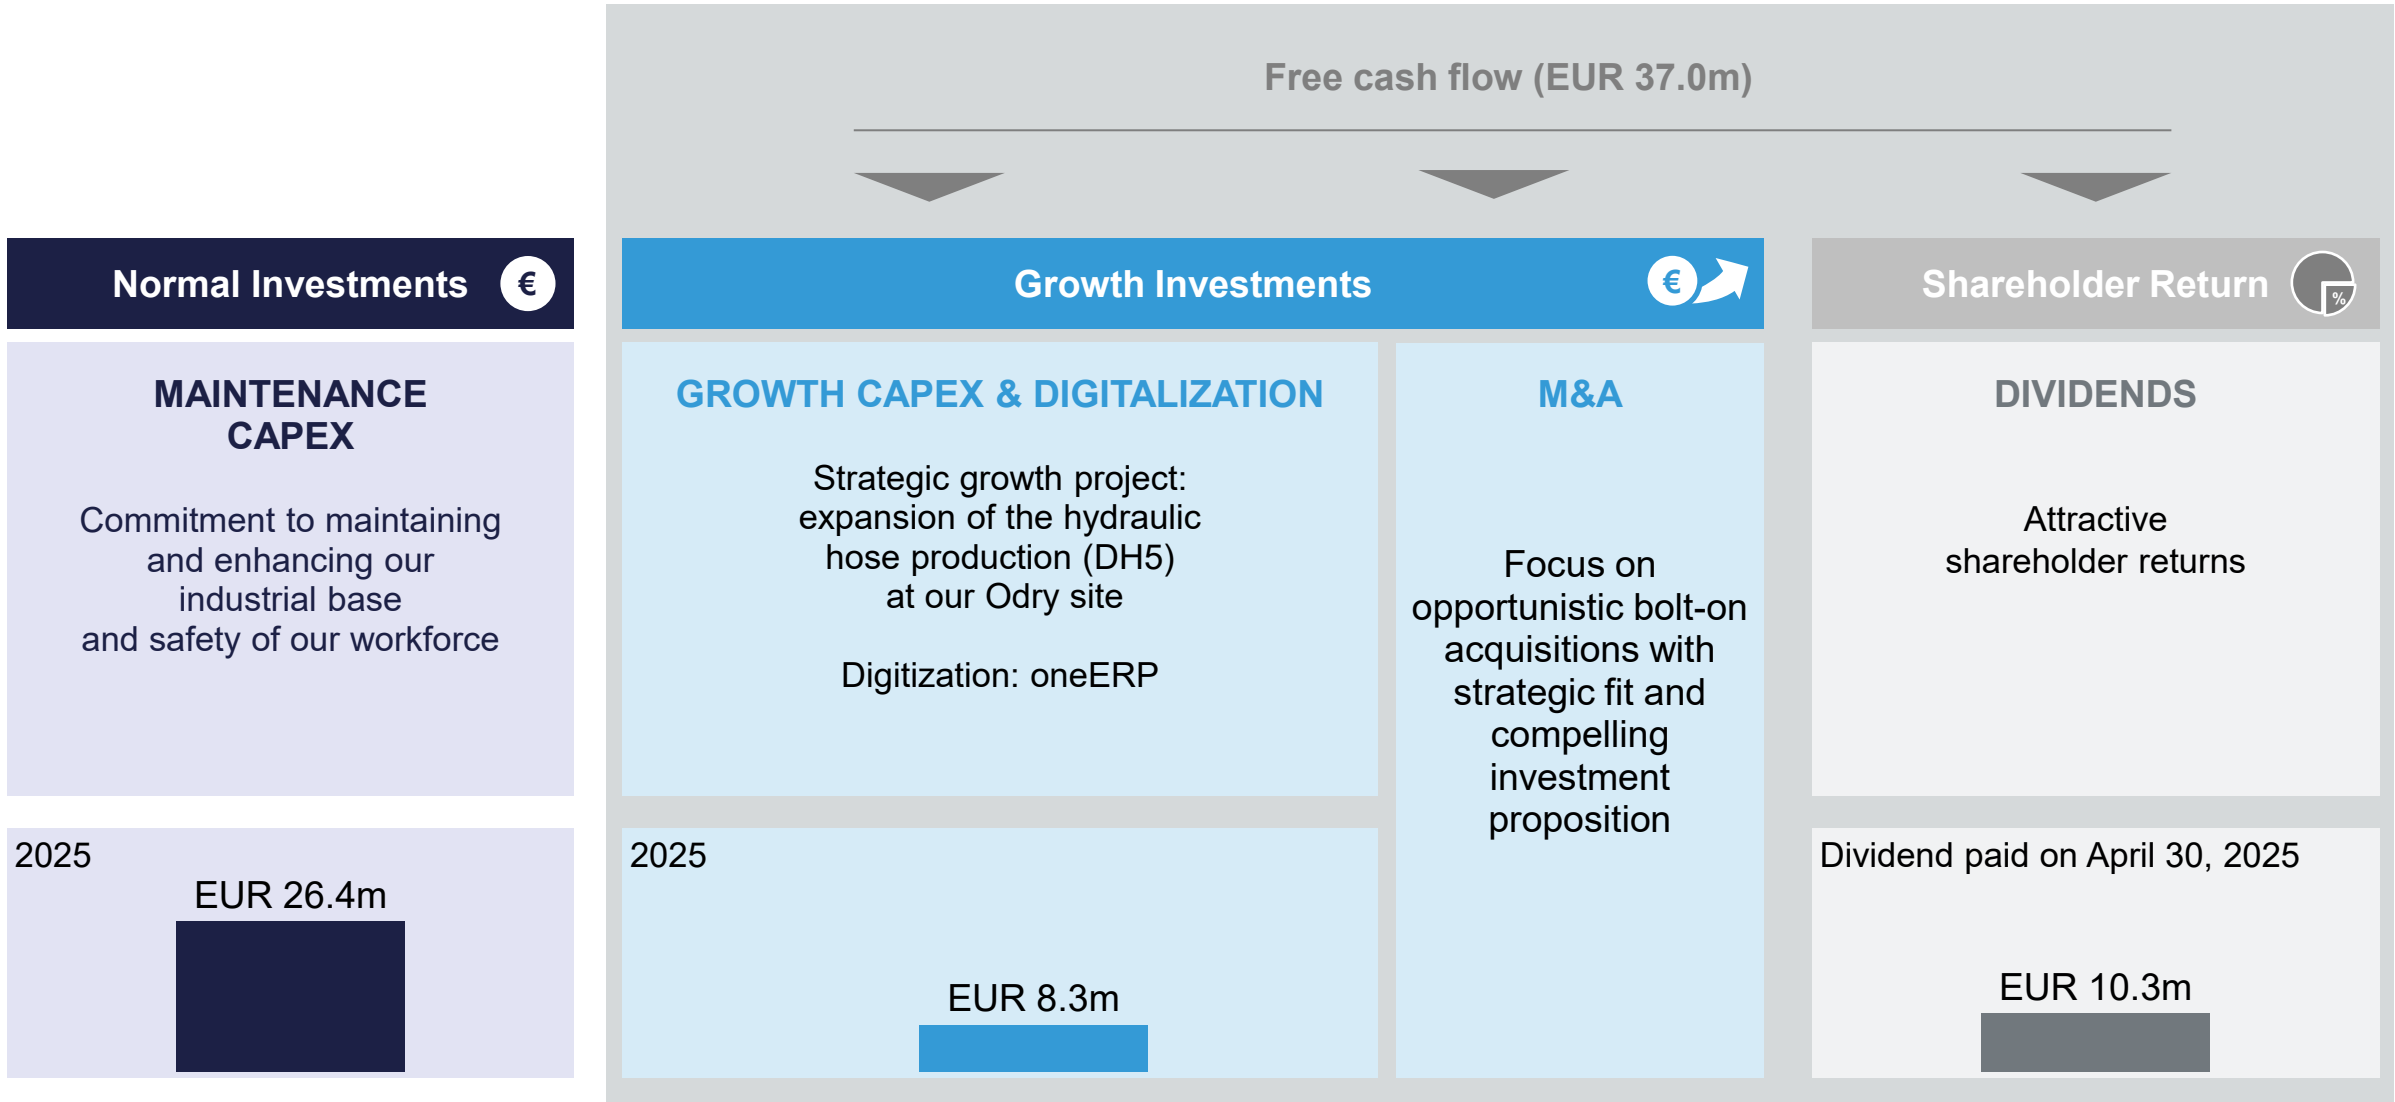 Free cash flow (EUR 37.0m)
Normal Investments €
MAINTENANCE
CAPEX
Commitment to maintaining
and enhancing our
industrial base
and safety of our workforce
2025
EUR 26.4m
Growth Investments €
GROWTH CAPEX & DIGITALIZATION
Strategic growth project:
expansion of the hydraulic
hose production (DH5)
at our Odry site
Digitization: oneERP
2025
EUR 8.3m
M&A
Focus on
opportunistic bolt-on
acquisitions with
strategic fit and
compelling
investment
proposition
Shareholder Return %
DIVIDENDS
Attractive
shareholder returns
Dividend paid on April 30, 2025
EUR 10.3m